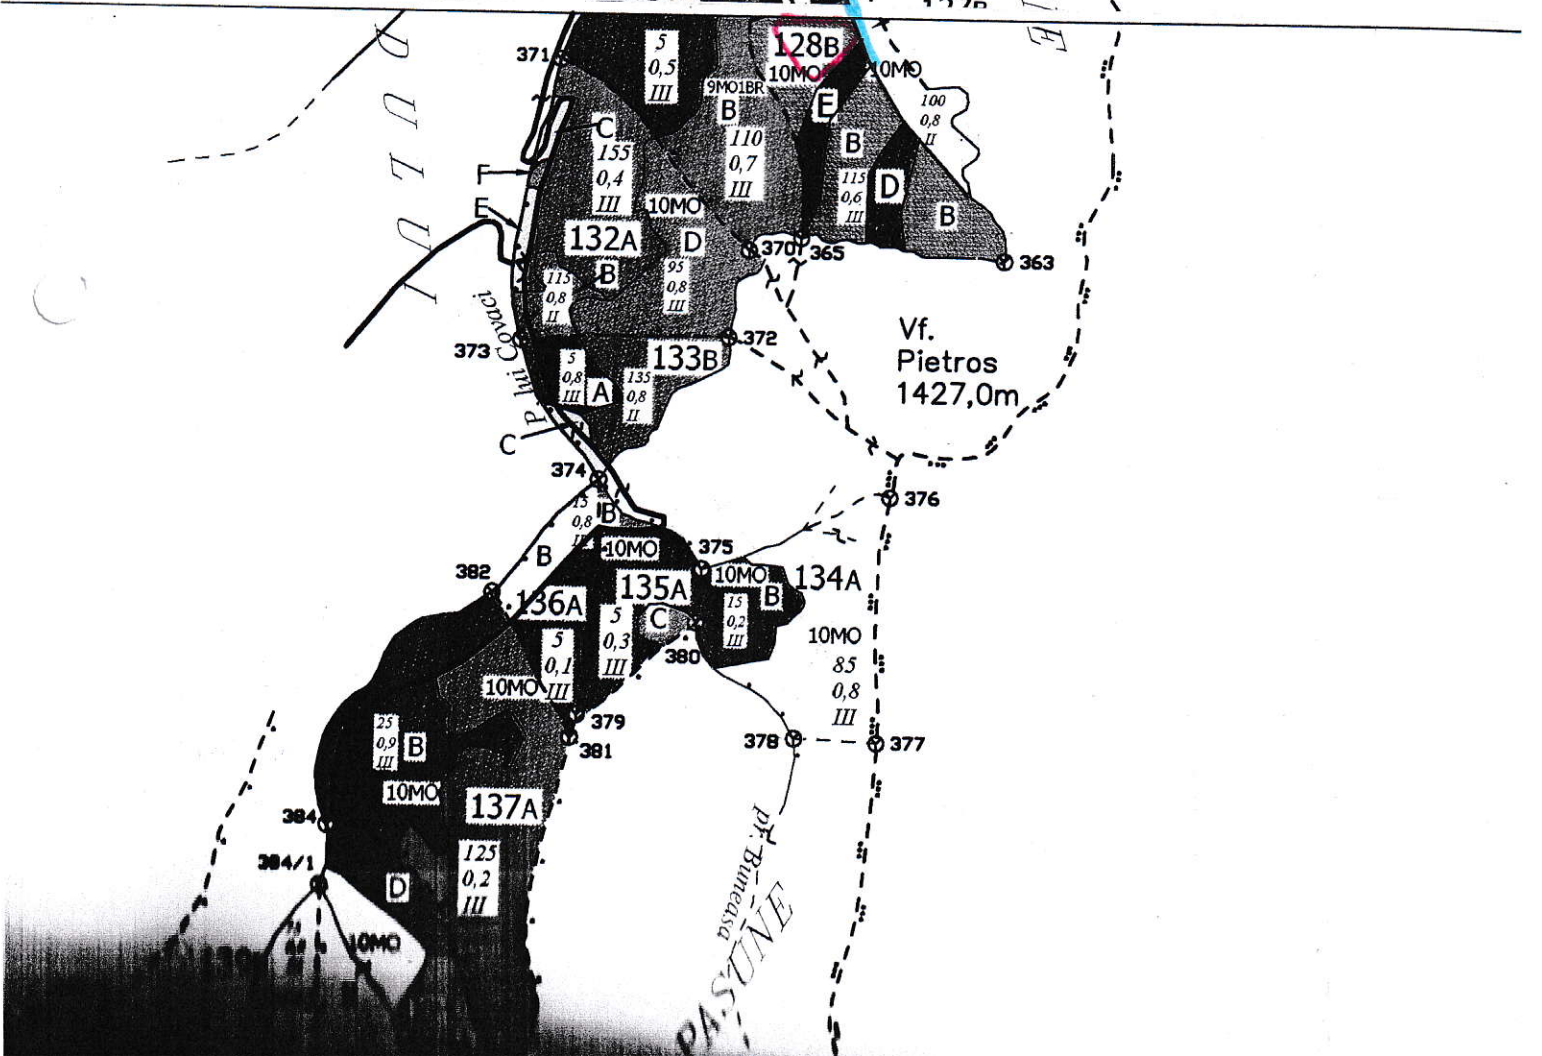 371
5
0,5
III
128B
10MO
10MO
9MO1BR
B
110
0,7
III
E
B
115
0,6
III
D
B
100
0,8
II
C
155
0,4
III
F
E
10MO
132A
B
D
95
0,8
III
115
0,8
II
370
365
363
373
P. lui Covaci
372
133B
5
0,8
III
A
135
0,8
II
C
Vf.
Pietros
1427,0m
374
15
0,8
B
B
10MO
375
376
382
136A
135A
10MO
B
134A
15
0,2
III
5
0,3
III
C
5
0,1
III
380
10MO
85
0,8
III
10MO
379
381
378
377
25
0,9
III
B
10MO
137A
384
384/1
125
0,2
III
D
10MO
pr. Buneasa